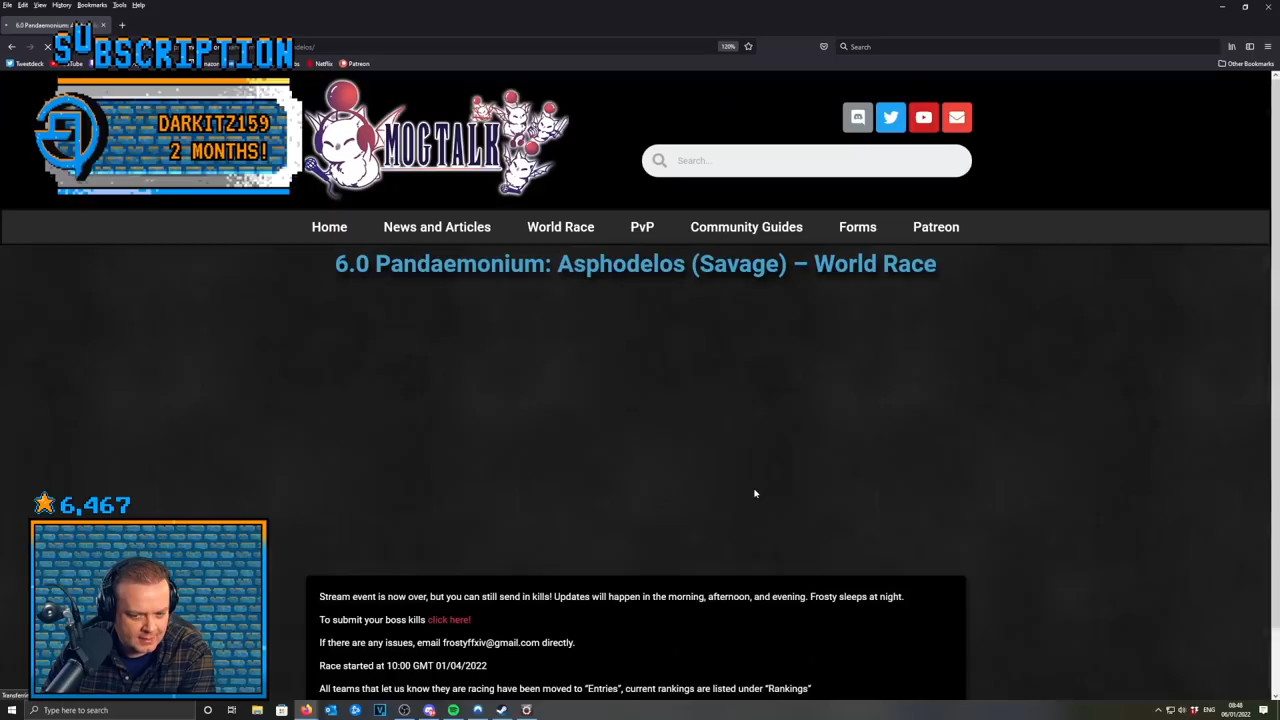 File Edit View History Bookmarks Tools Help
6.0 Pandaemonium:
SUBSCRIPTION
delos/
120%
Search
Tweetdeck
Netflix
Patreon
Other Bookmarks
DARKITZ159
2 MONTHS!
MOGTALK
Search...
Home
News and Articles
World Race
PvP
Community Guides
Forms
Patreon
6.0 Pandaemonium: Asphodelos (Savage) – World Race
6,467
Stream event is now over, but you can still send in kills! Updates will happen in the morning, afternoon, and evening. Frosty sleeps at night.
To submit your boss kills click here!
If there are any issues, email frostyffxiv@gmail.com directly.
Race started at 10:00 GMT 01/04/2022
All teams that let us know they are racing have been moved to “Entries”, current rankings are listed under “Rankings”
Type here to search
ENG
08:48
06/01/2022